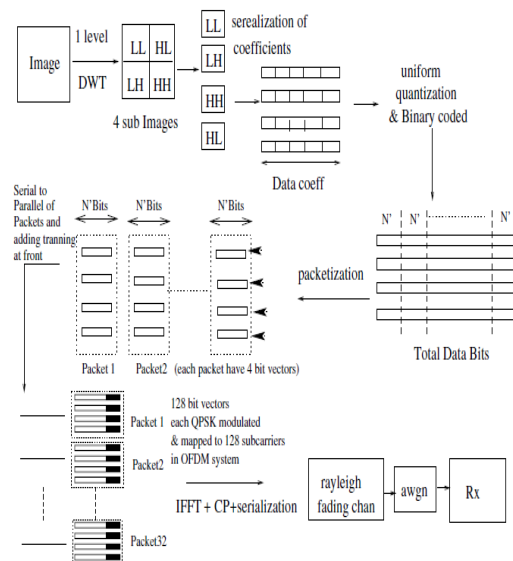 Image
1 level
DWT
LL HL
LH HH
4 sub Images
LL
LH
HH
HL
serealization of
coefficients
Data coeff
uniform
quantization
& Binary coded
N' N' N'
Total Data Bits
packetization
Serial to
Parallel of
Packets and
adding tranning
at front
N'Bits N'Bits N'Bits
Packet 1 Packet2 (each packet have 4 bit vectors)
Packet 1
Packet2
Packet32
128 bit vectors
each QPSK modulated
& mapped to 128 subcarriers
in OFDM system
IFFT + CP+serialization
rayleigh
fading chan
awgn
Rx